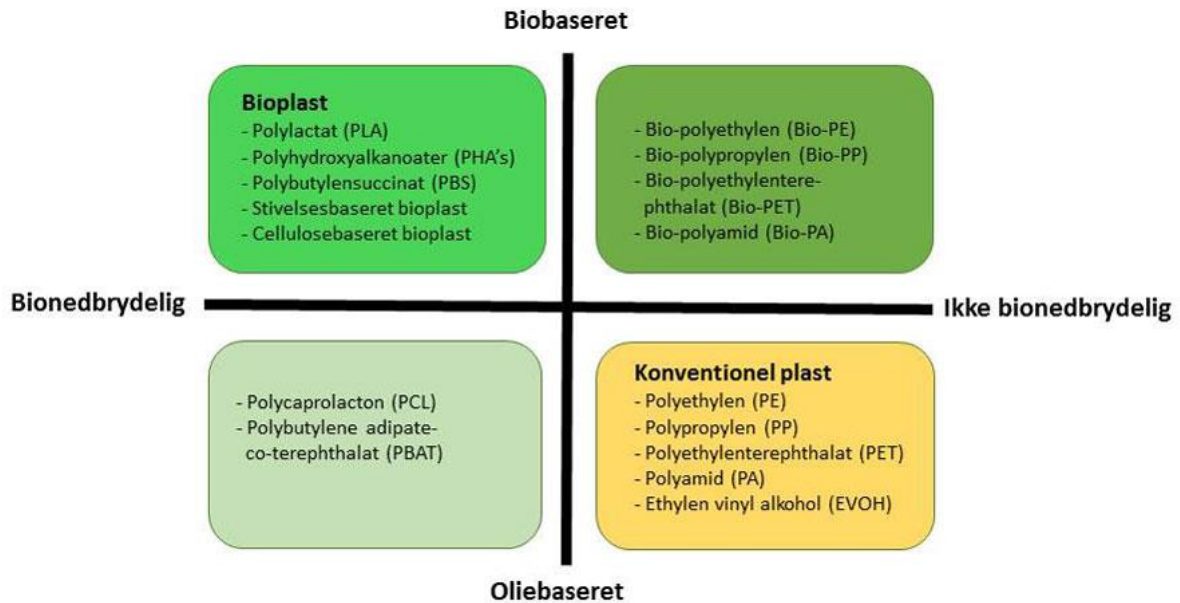 Biobaseret
Bioplast
- Polylactat (PLA)
- Polyhydroxyalkanoater (PHA's)
- Polybutylensuccinat (PBS)
- Stivelsesbaseret bioplast
- Cellulosebaseret bioplast
- Bio-polyethylen (Bio-PE)
- Bio-polypropylen (Bio-PP)
- Bio-polyethylentere-
phthalat (Bio-PET)
- Bio-polyamid (Bio-PA)
Bionedbrydelig
Ikke bionedbrydelig
- Polycaprolacton (PCL)
- Polybutylene adipate-
co-terephthalat (PBAT)
Konventionel plast
- Polyethylen (PE)
- Polypropylen (PP)
- Polyethylenterephthalat (PET)
- Polyamid (PA)
- Ethylen vinyl alkohol (EVOH)
Oliebaseret